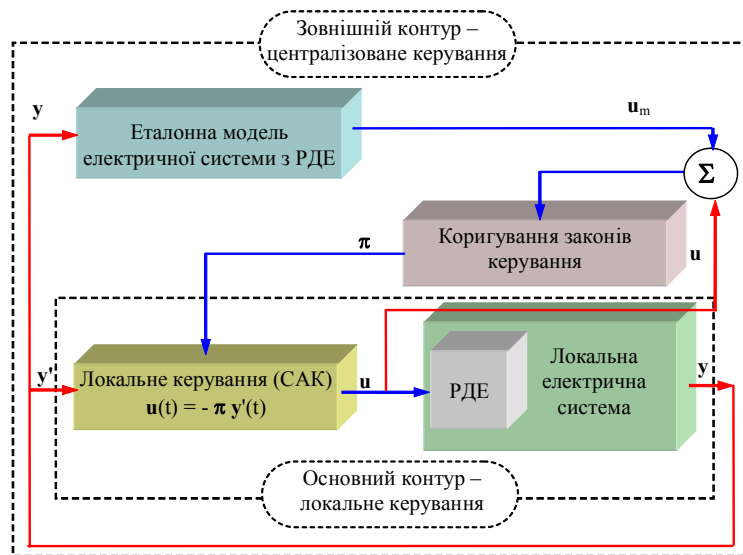 Зовнішній контур –
централізоване керування
y
Еталонна модель
електричної системи з РДЕ
u_m
Σ
Коригування законів
керування
π
u
y'
Локальне керування (САК)
u(t) = - π y'(t)
u
РДЕ
Локальна
електрична
система
y
Основний контур –
локальне керування